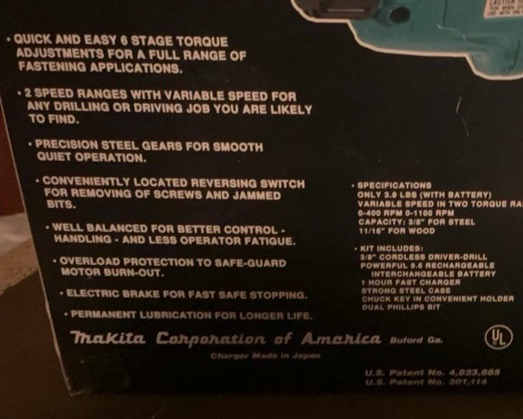 • QUICK AND EASY 6 STAGE TORQUE
ADJUSTMENTS FOR A FULL RANGE OF
FASTENING APPLICATIONS.
• 2 SPEED RANGES WITH VARIABLE SPEED FOR
ANY DRILLING OR DRIVING JOB YOU ARE LIKELY
TO FIND.
• PRECISION STEEL GEARS FOR SMOOTH
QUIET OPERATION.
• CONVENIENTLY LOCATED REVERSING SWITCH
FOR REMOVING OF SCREWS AND JAMMED
BITS.
• WELL BALANCED FOR BETTER CONTROL -
HANDLING - AND LESS OPERATOR FATIGUE.
• OVERLOAD PROTECTION TO SAFE-GUARD
MOTOR BURN-OUT.
• ELECTRIC BRAKE FOR FAST SAFE STOPPING.
• PERMANENT LUBRICATION FOR LONGER LIFE.
Makita Corporation of America Buford Ga.
Charger Made in Japan
• SPECIFICATIONS
ONLY 3.8 LBS (WITH BATTERY)
VARIABLE SPEED IN TWO TORQUE RA
0-400 RPM 0-1100 RPM
CAPACITY: 3/8" FOR STEEL
11/16" FOR WOOD
• KIT INCLUDES:
3/8" CORDLESS DRIVER-DRILL
POWERFUL 9.6 RECHARGEABLE
INTERCHANGEABLE BATTERY
1 HOUR FAST CHARGER
STRONG STEEL CASE
CHUCK KEY IN CONVENIENT HOLDER
DUAL PHILLIPS BIT
UL
U.S. Patent No. 4,823,885
U.S. Patent No. 301,114